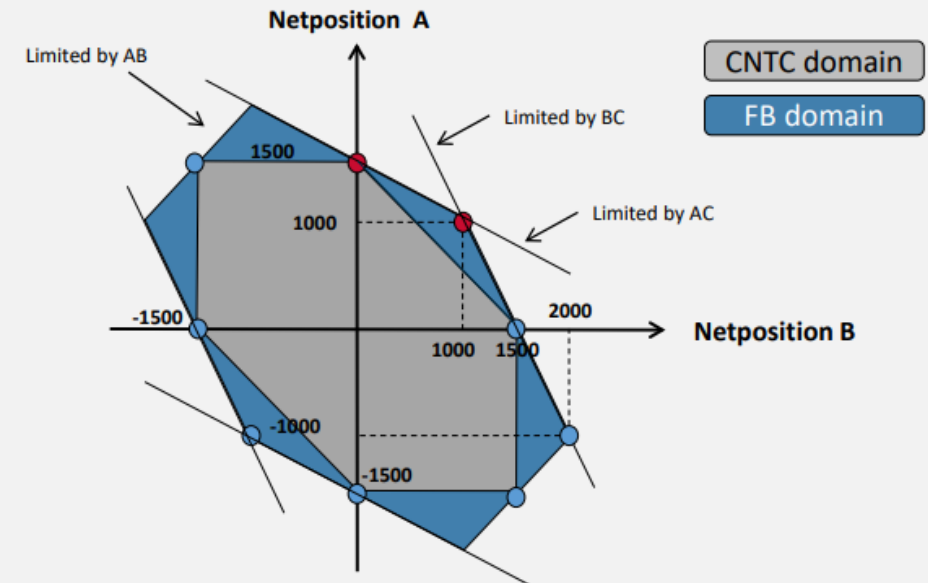 Netposition A
Limited by AB
CNTC domain
FB domain
Limited by BC
1500
1000
Limited by AC
2000
-1500
Netposition B
1000
1500
-1000
-1500